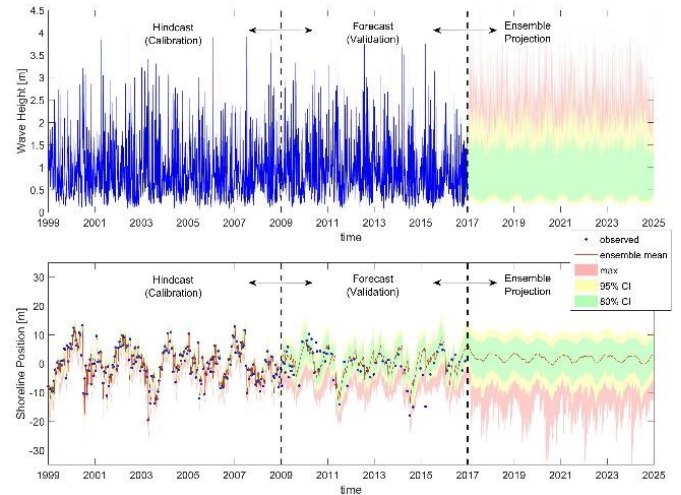 4.5
4
3.5
3
2.5
2
1.5
1
0.5
0
Wave Height [m]
Hindcast
(Calibration)
Forecast
(Validation)
Ensemble
Projection
1999 2001 2003 2005 2007 2009 2011 2013 2015 2017 2019 2021 2023 2025
time
observed
ensemble mean
max
95% CI
80% CI
30
20
10
0
-10
-20
-30
Shoreline Position [m]
Hindcast
(Calibration)
Forecast
(Validation)
Ensemble
Projection
1999 2001 2003 2005 2007 2009 2011 2013 2015 2017 2019 2021 2023 2025
time